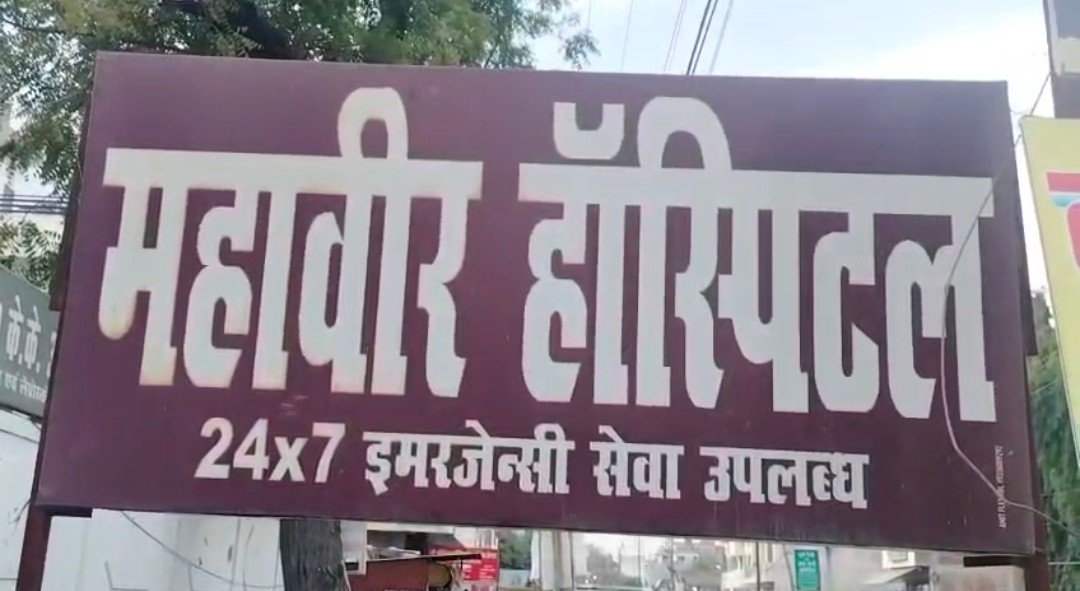 महावीर हॉस्पिटल
24x7 इमरजेन्सी सेवा उपलब्ध
के.के.